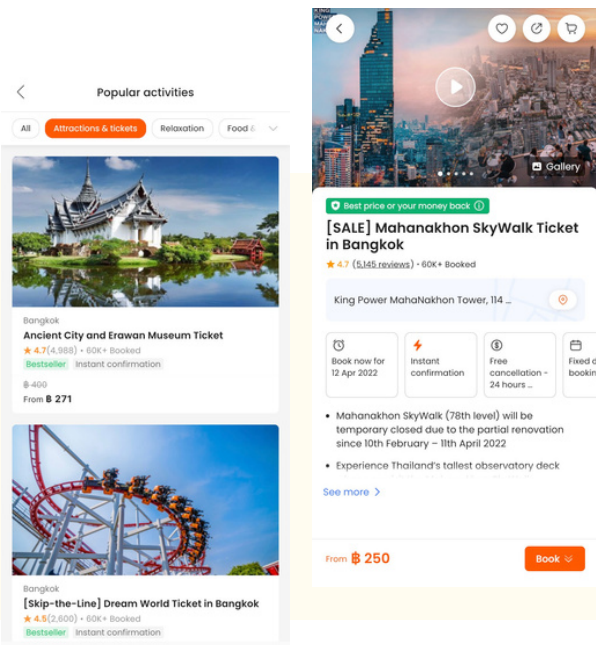 Popular activities
All
Attractions & tickets
Relaxation
Food &
Bangkok
Ancient City and Erawan Museum Ticket
4.7(4,988) • 60K+ Booked
Bestseller Instant confirmation
฿ 400
From ฿ 271
Bangkok
[Skip-the-Line] Dream World Ticket in Bangkok
4.5(2,600) • 60K+ Booked
Bestseller Instant confirmation
KING
POWER
MAHA
NAK
Gallery
Best price or your money back
[SALE] Mahanakhon SkyWalk Ticket
in Bangkok
4.7 (5,145 reviews) • 60K+ Booked
King Power MahaNakhon Tower, 114 ...
Book now for
12 Apr 2022
Instant
confirmation
Free
cancellation -
24 hours ...
Fixed d
bookin
• Mahanakhon SkyWalk (78th level) will be
temporary closed due to the partial renovation
since 10th February – 11th April 2022
• Experience Thailand's tallest observatory deck
See more
From ฿ 250
Book